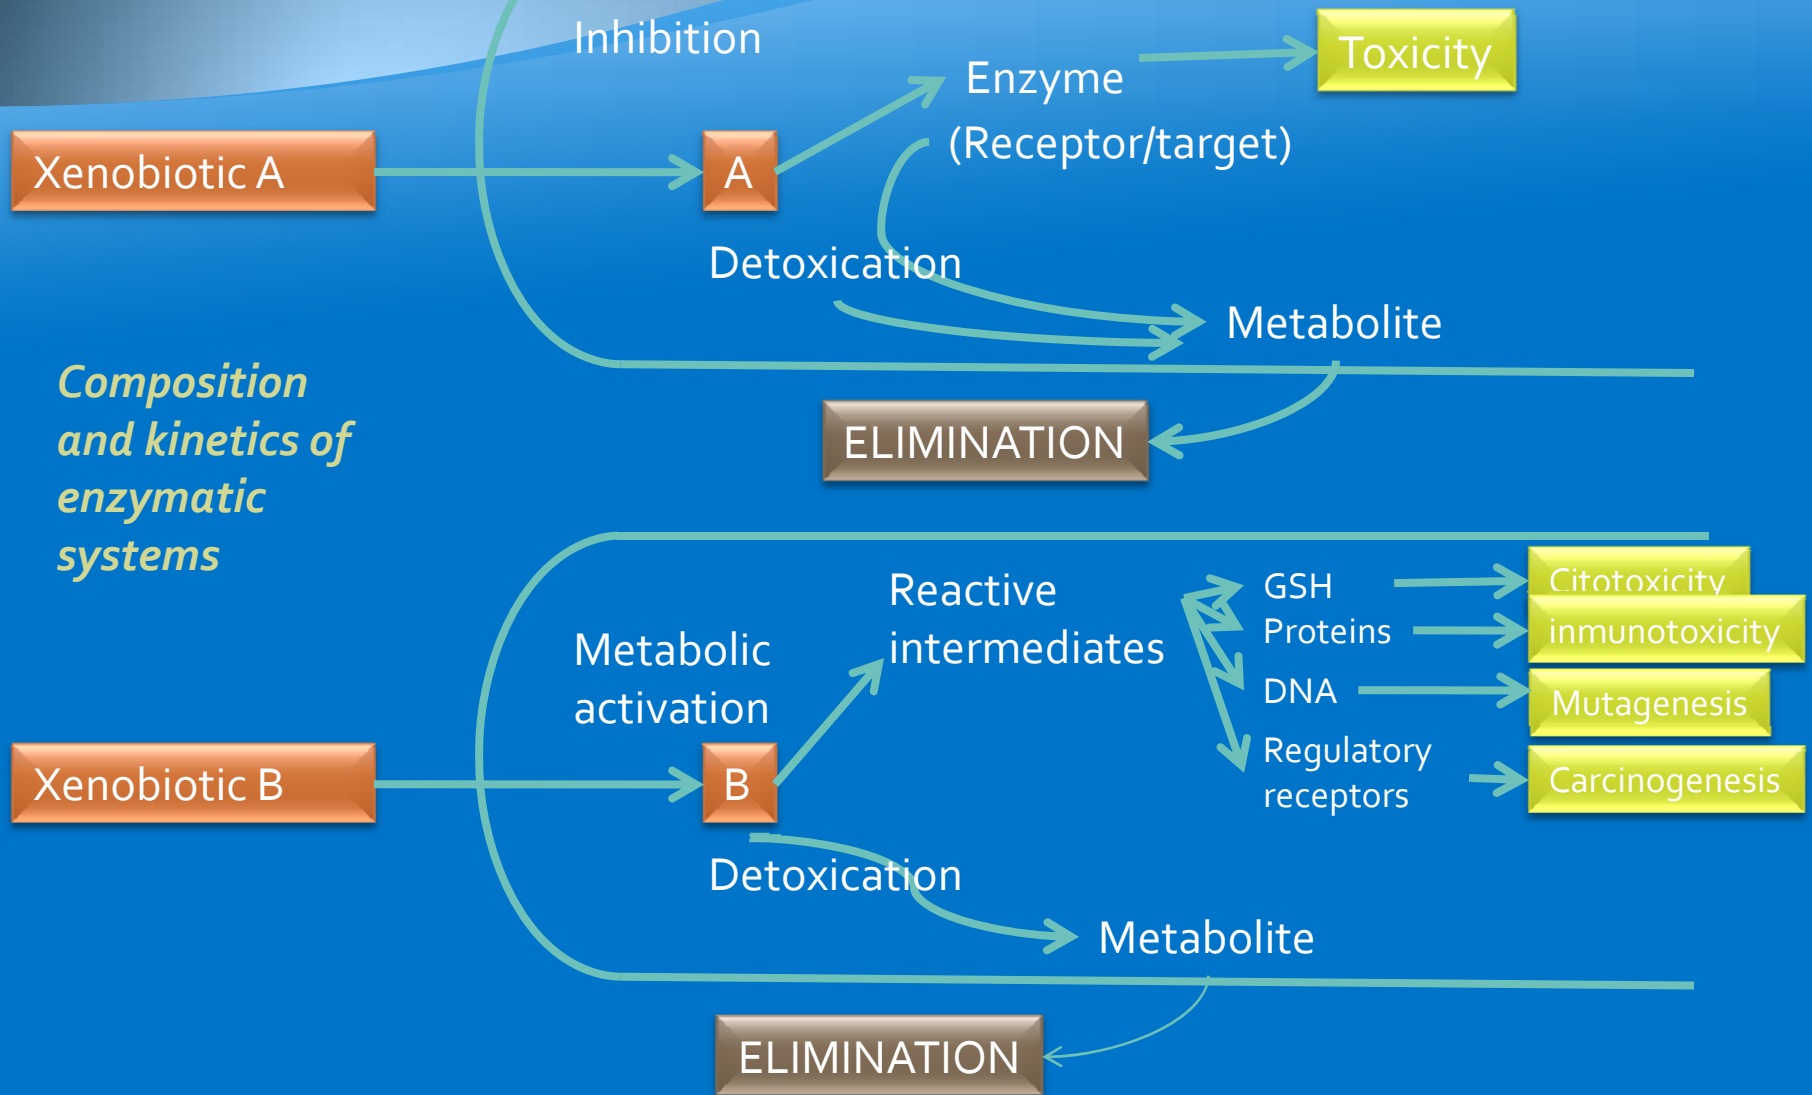 Inhibition
Toxicity
Enzyme
(Receptor/target)
Xenobiotic A
A
Detoxication
Metabolite
Composition
and kinetics of
enzymatic
systems
ELIMINATION
Reactive
intermediates
Metabolic
activation
GSH
Citotoxicity
Proteins
inmunotoxicity
DNA
Mutagenesis
Regulatory
receptors
Carcinogenesis
Xenobiotic B
B
Detoxication
Metabolite
ELIMINATION